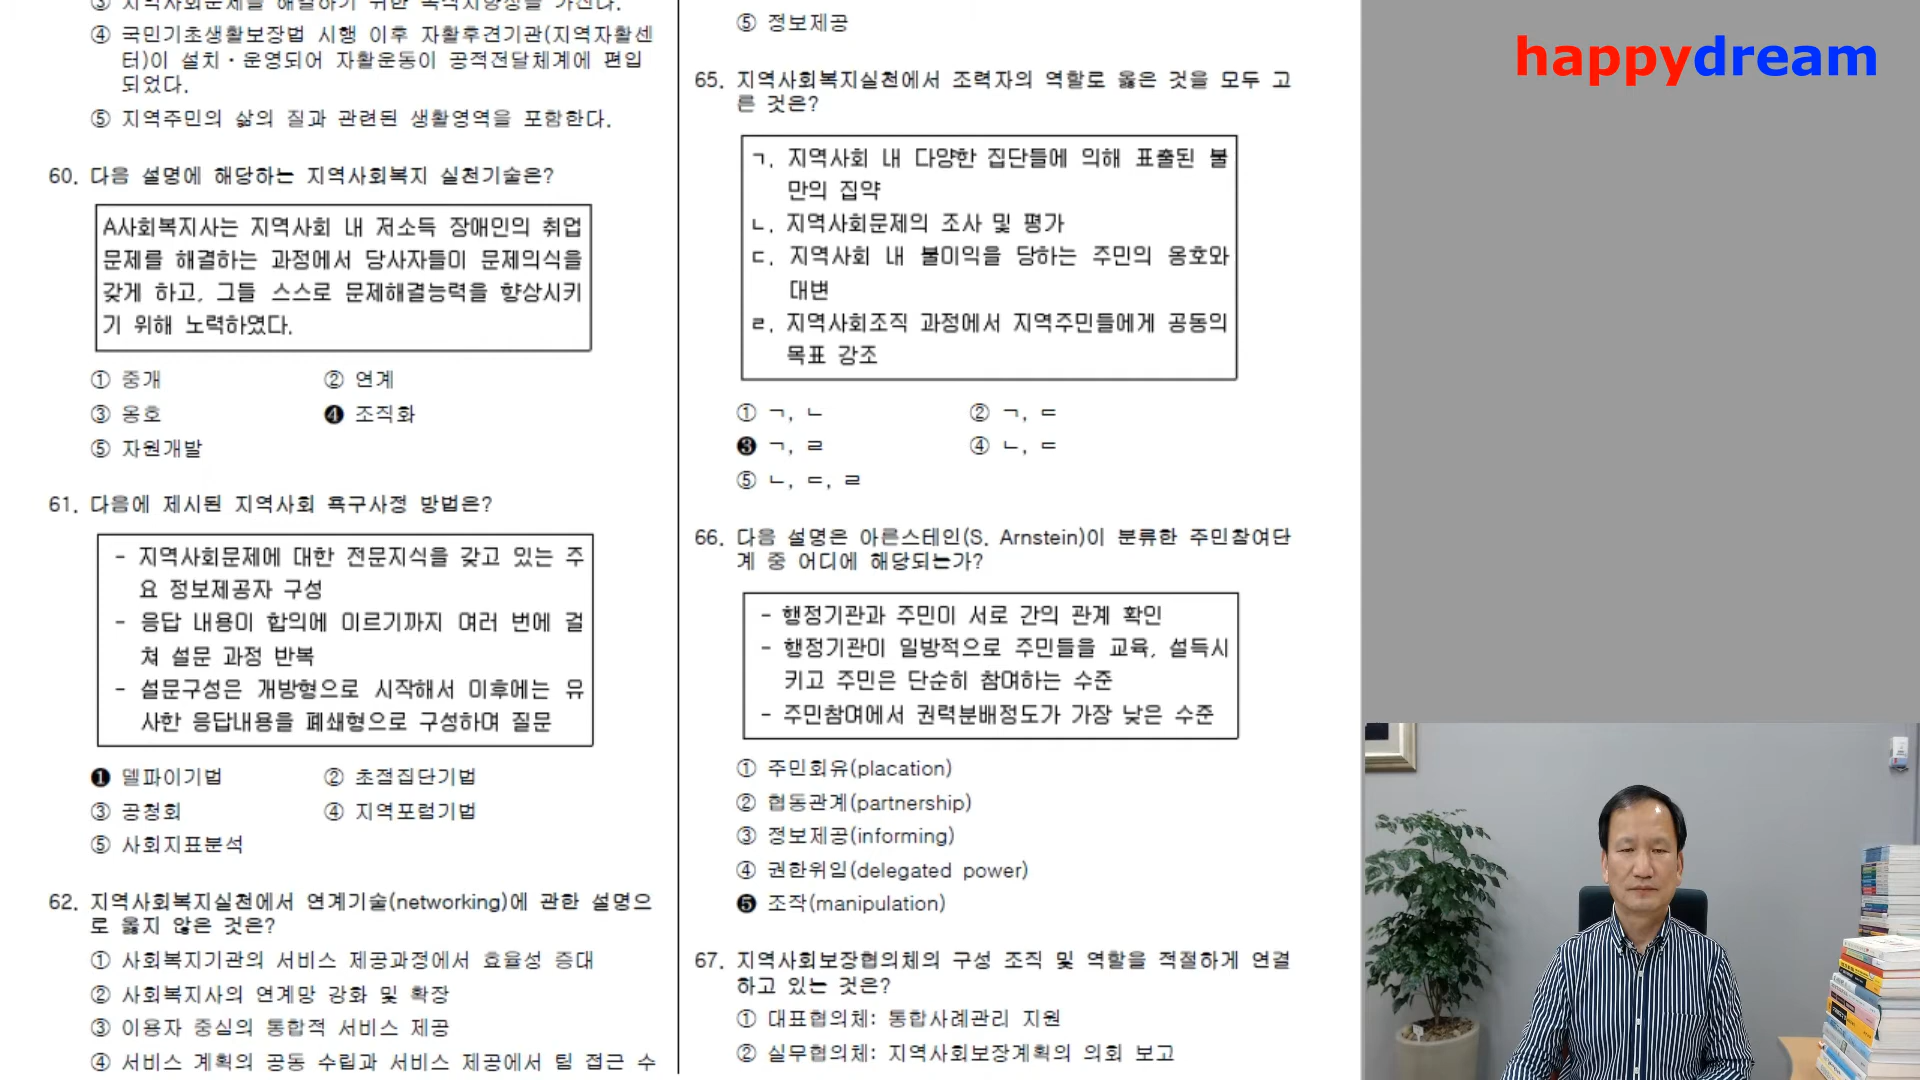 ③ 지역사회문제를 해결하기 위한 목적지향성을 가진다.
④ 국민기초생활보장법 시행 이후 자활후견기관(지역자활센
터)이 설치·운영되어 자활운동이 공적전달체계에 편입
되었다.
⑤ 지역주민의 삶의 질과 관련된 생활영역을 포함한다.
60. 다음 설명에 해당하는 지역사회복지 실천기술은?
A사회복지사는 지역사회 내 저소득 장애인의 취업
문제를 해결하는 과정에서 당사자들이 문제의식을
갖게 하고, 그들 스스로 문제해결능력을 향상시키
기 위해 노력하였다.
① 중개 ② 연계
③ 옹호 ❹ 조직화
⑤ 자원개발
61. 다음에 제시된 지역사회 욕구사정 방법은?
- 지역사회문제에 대한 전문지식을 갖고 있는 주
요 정보제공자 구성
- 응답 내용이 합의에 이르기까지 여러 번에 걸
쳐 설문 과정 반복
- 설문구성은 개방형으로 시작해서 이후에는 유
사한 응답내용을 폐쇄형으로 구성하여 질문
❶ 델파이기법 ② 초점집단기법
③ 공청회 ④ 지역포럼기법
⑤ 사회지표분석
62. 지역사회복지실천에서 연계기술(networking)에 관한 설명으
로 옳지 않은 것은?
① 사회복지기관의 서비스 제공과정에서 효율성 증대
② 사회복지사의 연계망 강화 및 확장
③ 이용자 중심의 통합적 서비스 제공
④ 서비스 계획의 공동 수립과 서비스 제공에서 팀 접근 수
⑤ 정보제공
65. 지역사회복지실천에서 조력자의 역할로 옳은 것을 모두 고
른 것은?
ㄱ. 지역사회 내 다양한 집단들에 의해 표출된 불
만의 집약
ㄴ. 지역사회문제의 조사 및 평가
ㄷ. 지역사회 내 불이익을 당하는 주민의 옹호와
대변
ㄹ. 지역사회조직 과정에서 지역주민들에게 공동의
목표 강조
① ㄱ, ㄴ ② ㄱ, ㄷ
❸ ㄱ, ㄹ ④ ㄴ, ㄷ
⑤ ㄴ, ㄷ, ㄹ
66. 다음 설명은 아른스테인(S. Arnstein)이 분류한 주민참여단
계 중 어디에 해당되는가?
- 행정기관과 주민이 서로 간의 관계 확인
- 행정기관이 일방적으로 주민들을 교육, 설득시
키고 주민은 단순히 참여하는 수준
- 주민참여에서 권력분배정도가 가장 낮은 수준
① 주민회유(placation)
② 협동관계(partnership)
③ 정보제공(informing)
④ 권한위임(delegated power)
❺ 조작(manipulation)
67. 지역사회보장협의체의 구성 조직 및 역할을 적절하게 연결
하고 있는 것은?
① 대표협의체: 통합사례관리 지원
② 실무협의체: 지역사회보장계획의 의회 보고
happydream